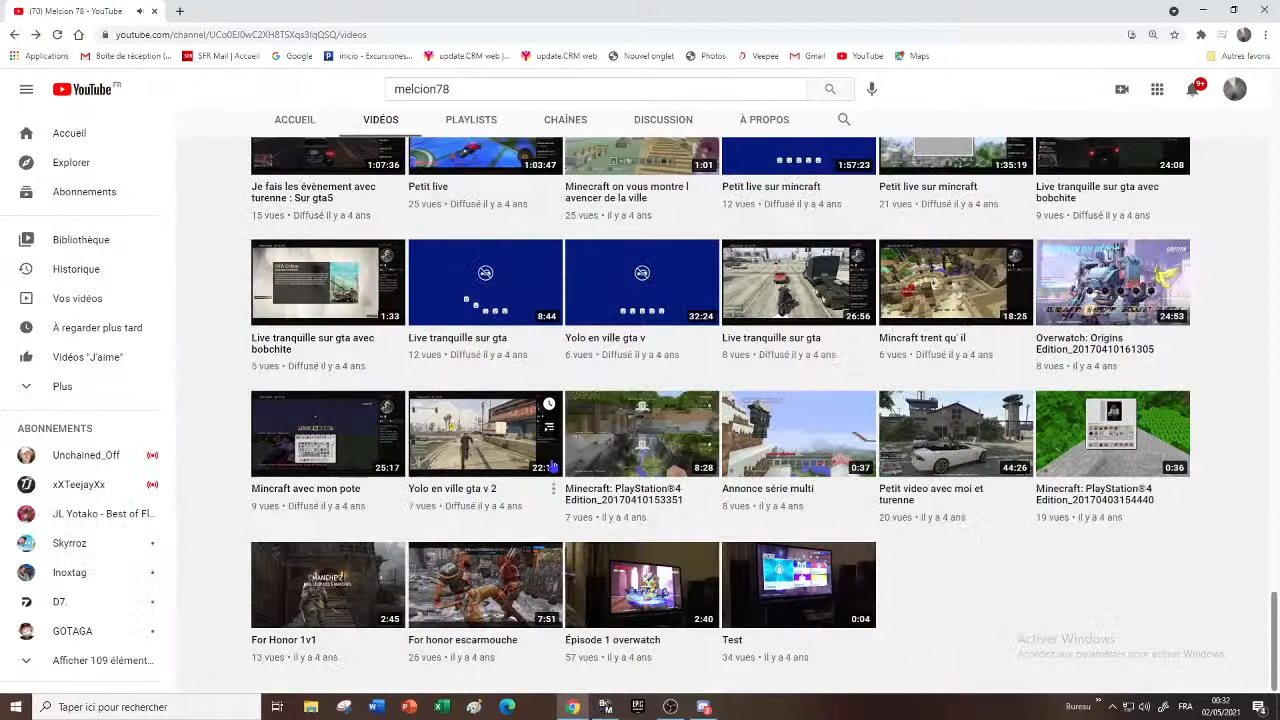 (70) Melcion 78 - YouTube
youtube.com/channel/UCo0EJ0wC2XH8TSXqs3IqQSQ/videos
Applications Boîte de réception (... SFR Mail | Accueil Google inicio - Excursione... update.CRM web |... update.CRM web Nouvel onglet Photos Špveze Gmail YouTube Maps Autres favoris
YouTube FR melcion78 9+
ACCUEIL VIDÉOS PLAYLISTS CHAÎNES DISCUSSION À PROPOS
Accueil
Explorer
Abonnements
Bibliothèque
Historique
Vos vidéos
À regarder plus tard
Vidéos "J'aime"
Plus
ABONNEMENTS
Unchained_Off
xXTeejayXx
JL Yotako - Best of Fl...
Skyrroz
Inoxtag
D7.
GOTAGA
Afficher 109 élément...
1:07:36 1:03:47 1:01 1:57:23 1:35:19 24:08
Je fais les évènement avec
turenne : Sur gta5
15 vues • Diffusé il y a 4 ans
Petit live
25 vues • Diffusé il y a 4 ans
Minecraft on vous montre l
avencer de la ville
25 vues • il y a 4 ans
Petit live sur mincraft
12 vues • Diffusé il y a 4 ans
Petit live sur mincraft
21 vues • Diffusé il y a 4 ans
Live tranquille sur gta avec
bobchite
9 vues • Diffusé il y a 4 ans
1:33 8:44 32:24 26:56 18:25 24:53
Live tranquille sur gta avec
bobchite
5 vues • Diffusé il y a 4 ans
Live tranquille sur gta
12 vues • Diffusé il y a 4 ans
Yolo en ville gta v
6 vues • Diffusé il y a 4 ans
Live tranquille sur gta
8 vues • Diffusé il y a 4 ans
Mincraft trent qu' il
6 vues • Diffusé il y a 4 ans
Overwatch: Origins
Edition_20170410161305
8 vues • il y a 4 ans
25:17 8:28 0:37 44:26 0:36
Mincraft avec mon pote
9 vues • Diffusé il y a 4 ans
Yolo en ville gta v 2
7 vues • Diffusé il y a 4 ans
Minecraft: PlayStation®4
Edition_20170410153351
7 vues • il y a 4 ans
Annonce série multi
8 vues • il y a 4 ans
Petit video avec moi et
turenne
20 vues • il y a 4 ans
Minecraft: PlayStation®4
Edition_20170403154440
19 vues • il y a 4 ans
MANCHE 2
2:45 7:51 2:40 0:04
For Honor 1v1
13 vues • il y a 4 ans
For honor escarmouche
26 vues • il y a 4 ans
Épisode 1 overwatch
57 vues • il y a 4 ans
Test
34 vues • il y a 4 ans
Activer Windows
Accédez aux paramètres pour activer Windows.
Taper ici pour rechercher
Bureau FRA 00:32
02/05/2021 4